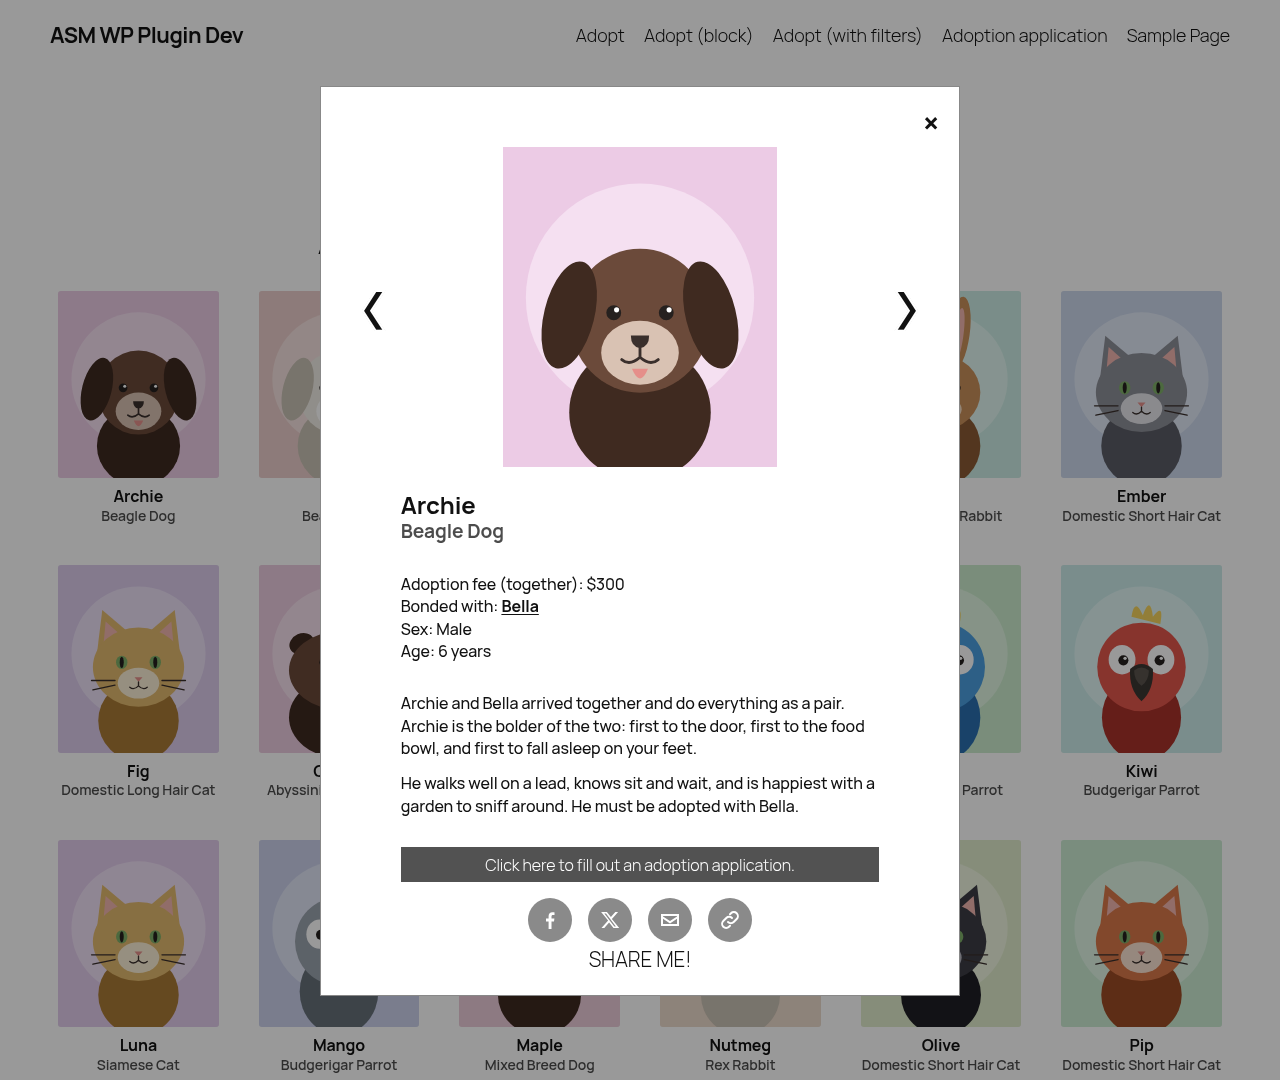 ASM WP Plugin Dev
Adopt
Adopt (block)
Adopt (with filters)
Adoption application
Sample Page
×
Archie
Beagle Dog
Adoption fee (together): $300
Bonded with: Bella
Sex: Male
Age: 6 years
Archie and Bella arrived together and do everything as a pair.
Archie is the bolder of the two: first to the door, first to the food
bowl, and first to fall asleep on your feet.
He walks well on a lead, knows sit and wait, and is happiest with a
garden to sniff around. He must be adopted with Bella.
Click here to fill out an adoption application.
SHARE ME!
Archie
Beagle Dog
Rabbit
Ember
Domestic Short Hair Cat
Fig
Domestic Long Hair Cat
Parrot
Kiwi
Budgerigar Parrot
Luna
Siamese Cat
Mango
Budgerigar Parrot
Maple
Mixed Breed Dog
Nutmeg
Rex Rabbit
Olive
Domestic Short Hair Cat
Pip
Domestic Short Hair Cat